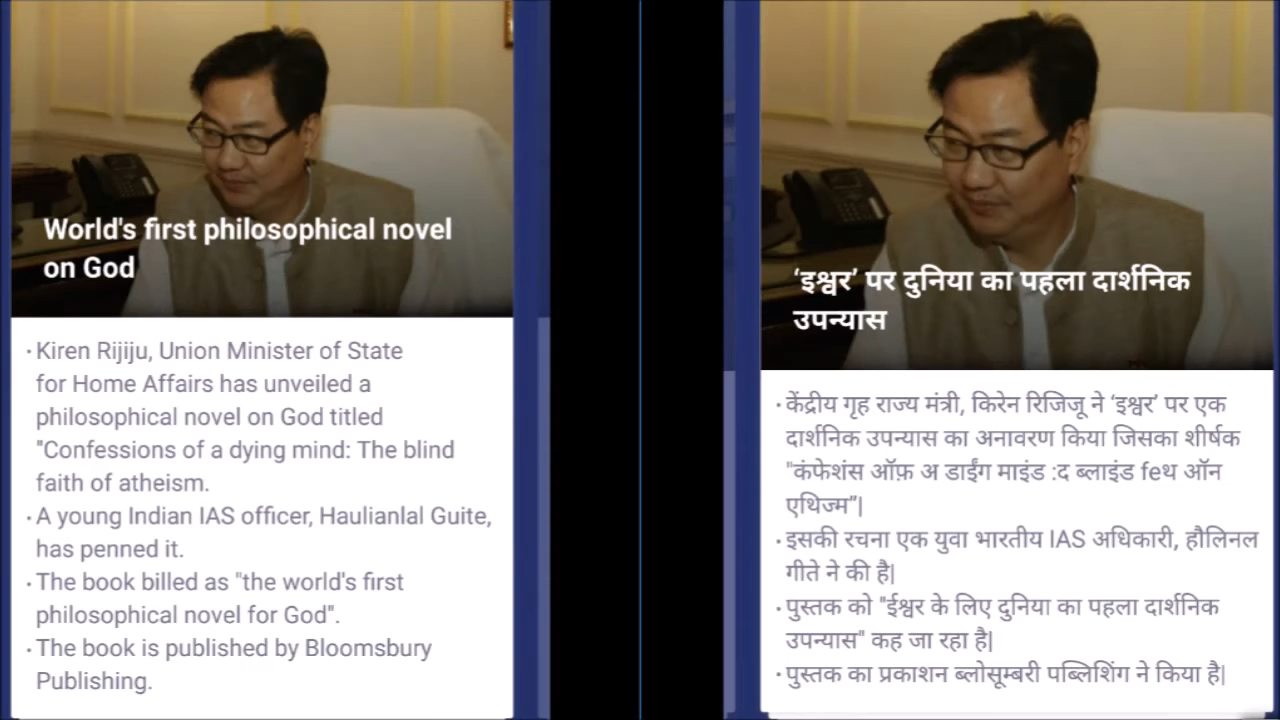 World's first philosophical novel
on God
· Kiren Rijiju, Union Minister of State
for Home Affairs has unveiled a
philosophical novel on God titled
"Confessions of a dying mind: The blind
faith of atheism.
· A young Indian IAS officer, Haulianlal Guite,
has penned it.
· The book billed as "the world's first
philosophical novel for God".
· The book is published by Bloomsbury
Publishing.
‘इश्वर’ पर दुनिया का पहला दार्शनिक
उपन्यास
· केंद्रीय गृह राज्य मंत्री, किरेन रिजिजू ने ‘इश्वर’ पर एक
दार्शनिक उपन्यास का अनावरण किया जिसका शीर्षक
"कंफेशंस ऑफ़ अ डाईंग माइंड :द ब्लाइंड feथ ऑन
एथिज्म”|
· इसकी रचना एक युवा भारतीय IAS अधिकारी, हौलिनल
गीते ने की है|
· पुस्तक को "ईश्वर के लिए दुनिया का पहला दार्शनिक
उपन्यास" कह जा रहा है|
· पुस्तक का प्रकाशन ब्लोसूम्बरी पब्लिशिंग ने किया है|